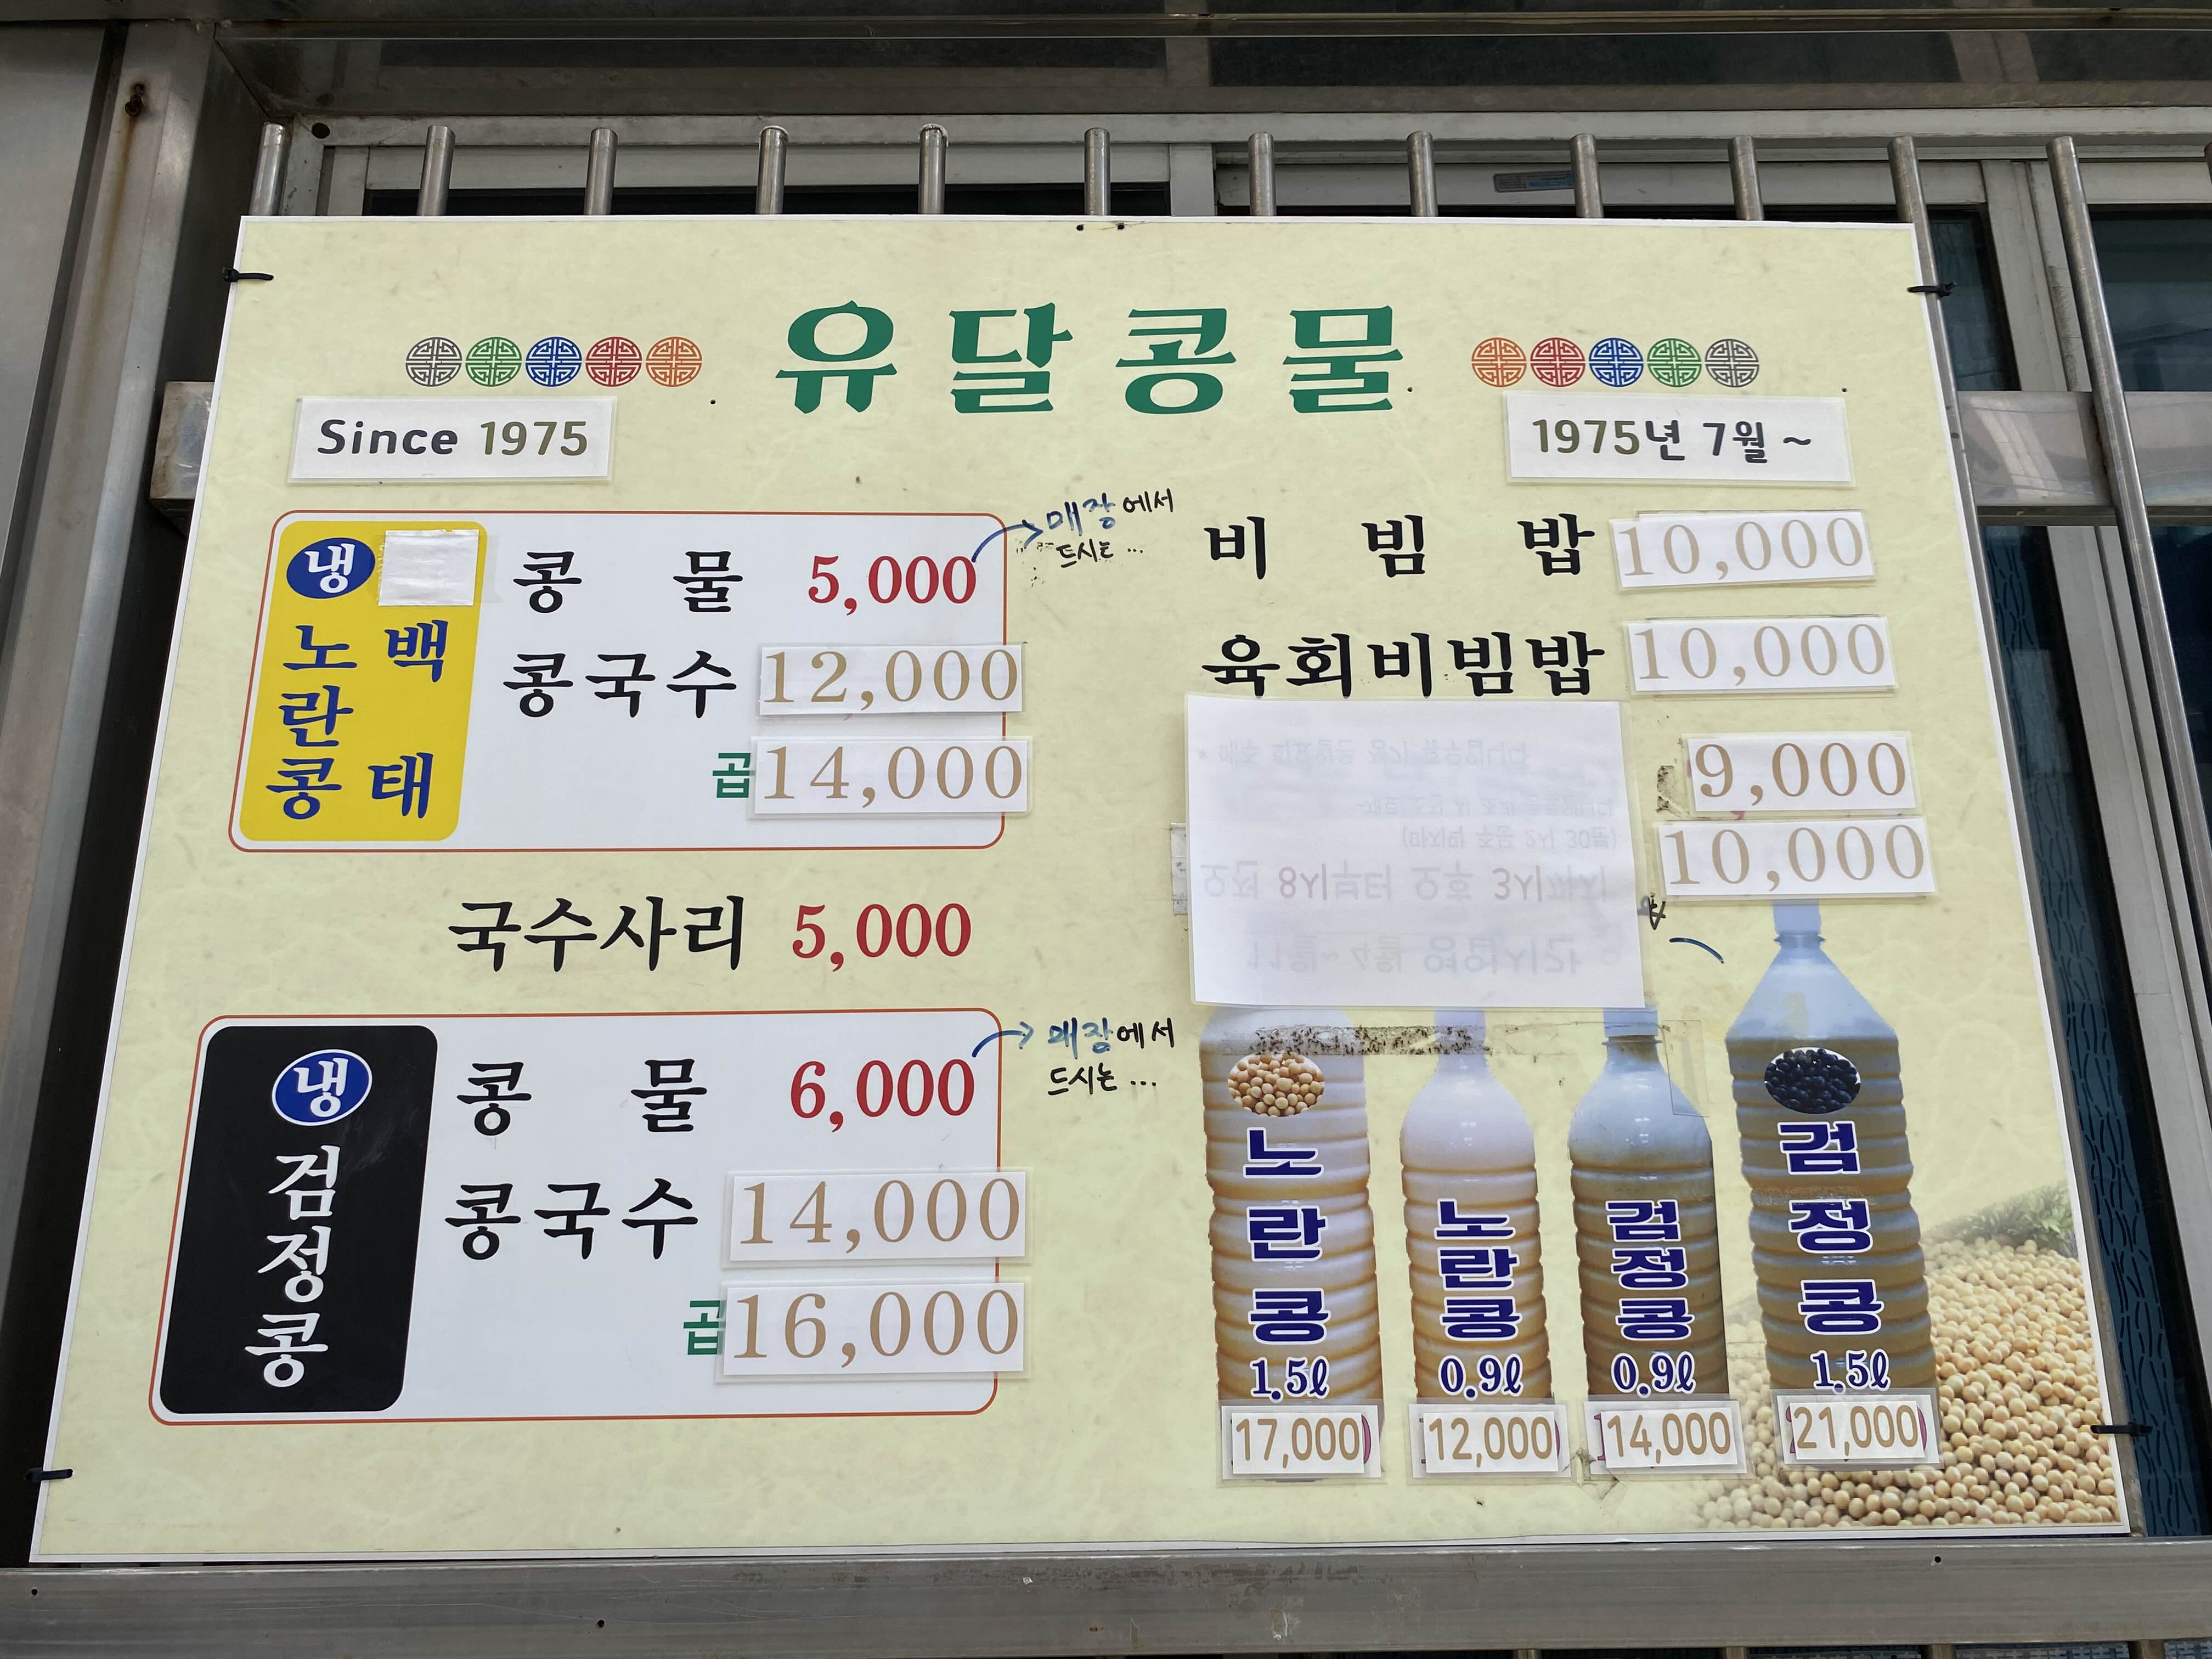 유달콩물
Since 1975
1975년 7월 ~
냉
노란콩
백태
콩 물 5,000
매장에서
드시는 ...
콩국수 12,000
곱 14,000
국수사리 5,000
냉
검정콩
콩 물 6,000
매장에서
드시는 ...
콩국수 14,000
곱 16,000
비 빔 밥 10,000
육회비빔밥 10,000
9,000
10,000
노란콩
1.5ℓ
17,000
노란콩
0.9ℓ
12,000
검정콩
0.9ℓ
14,000
검정콩
1.5ℓ
21,000